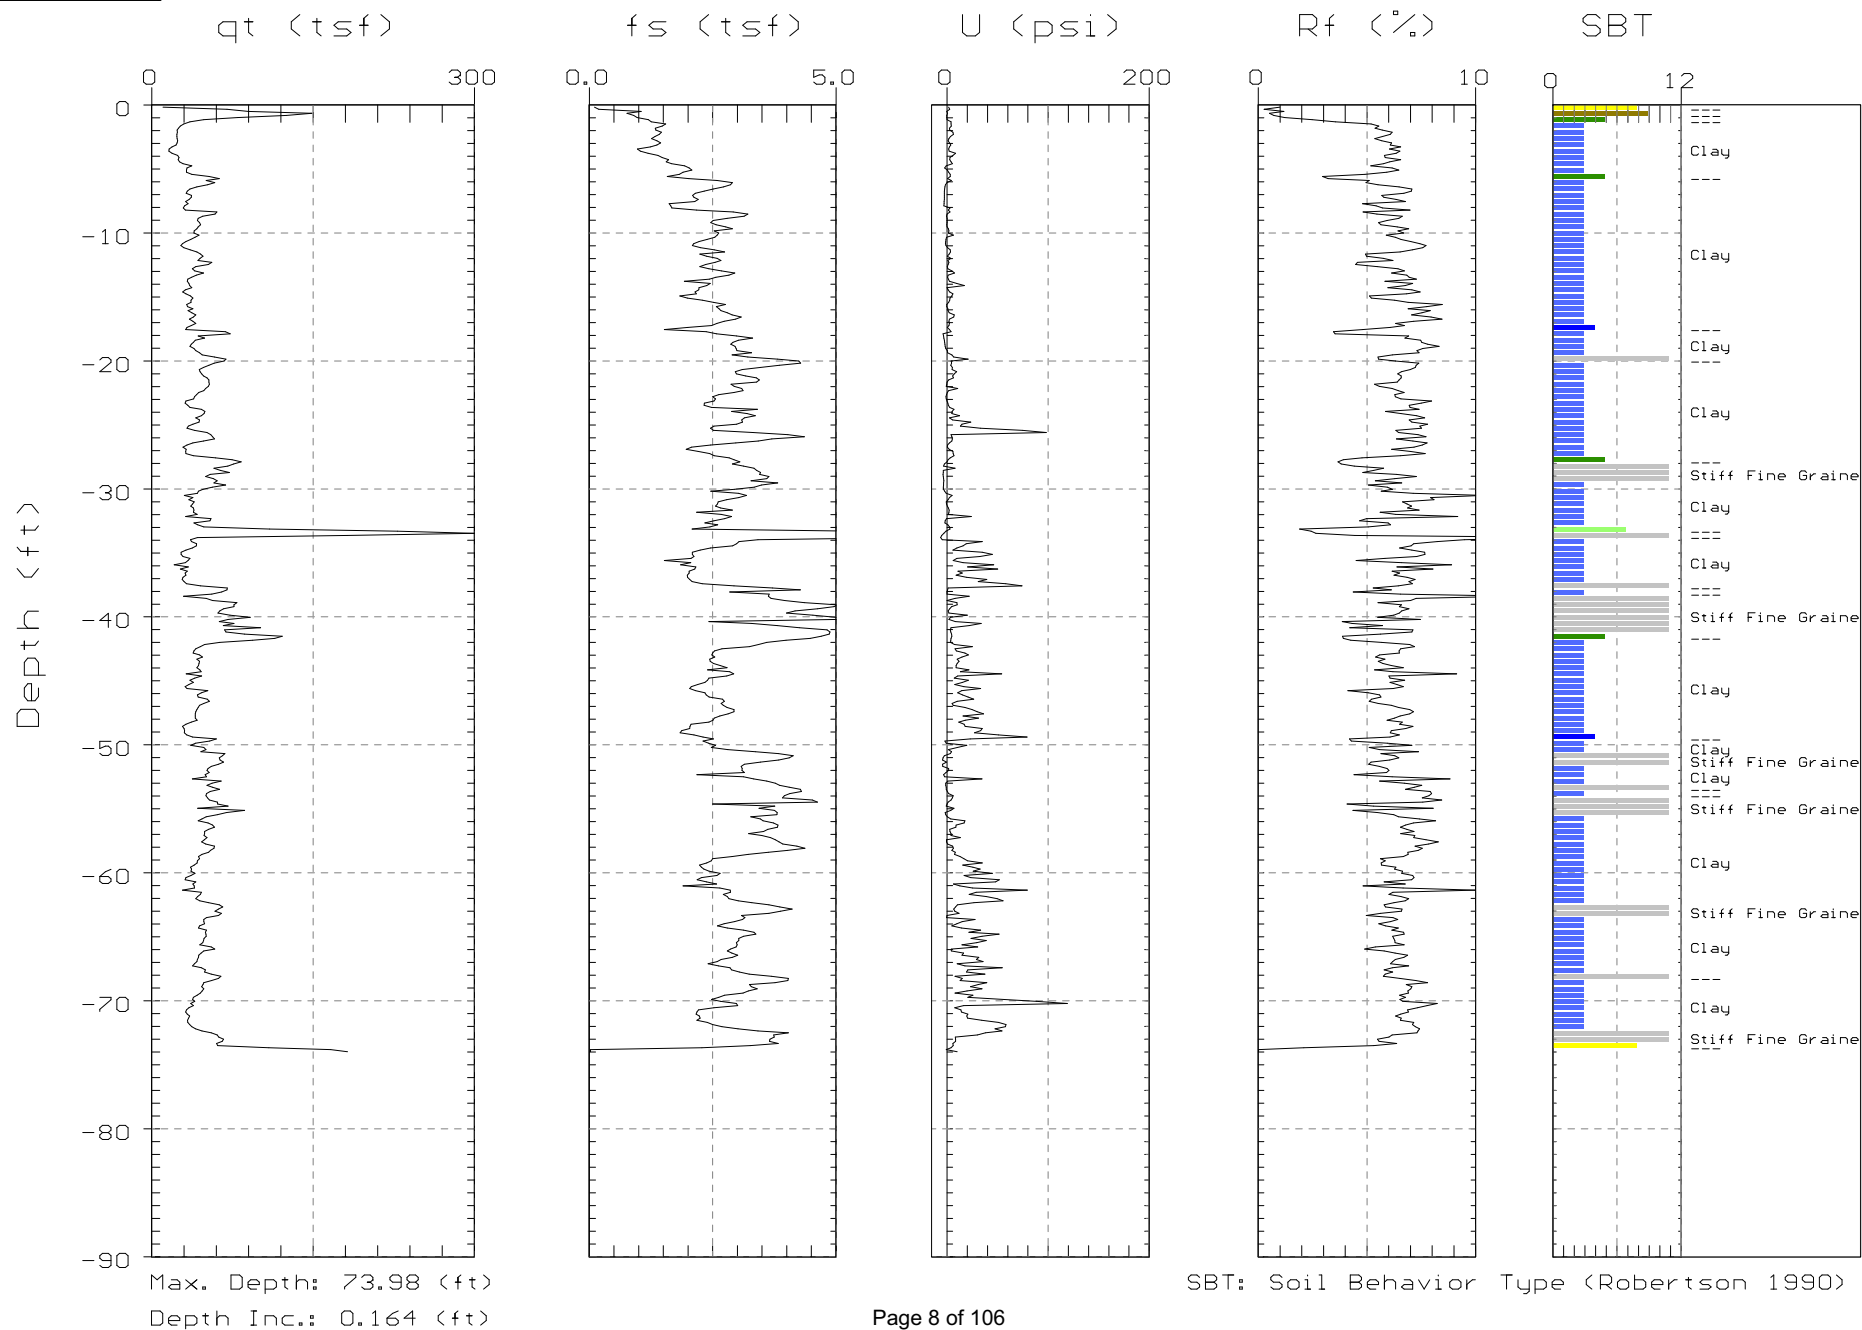 qt (tsf) fs (tsf) U (psi) Rf (%) SBT
0 300 0.0 5.0 0 200 0 10 0 12
0
---
---
---
Clay
---
-10
Clay
---
Clay
-20
---
Clay
---
Stiff Fine Graine
-30
Clay
---
---
Clay
---
---
-40
Stiff Fine Graine
---
Clay
---
-50
Clay
Stiff Fine Graine
Clay
---
---
Stiff Fine Graine
Clay
-60
Stiff Fine Graine
Clay
---
-70
Clay
Stiff Fine Graine
---
-80
-90
Depth (ft)
Max. Depth: 73.98 (ft)
SBT: Soil Behavior Type (Robertson 1990)
Depth Inc.: 0.164 (ft)
Page 8 of 106